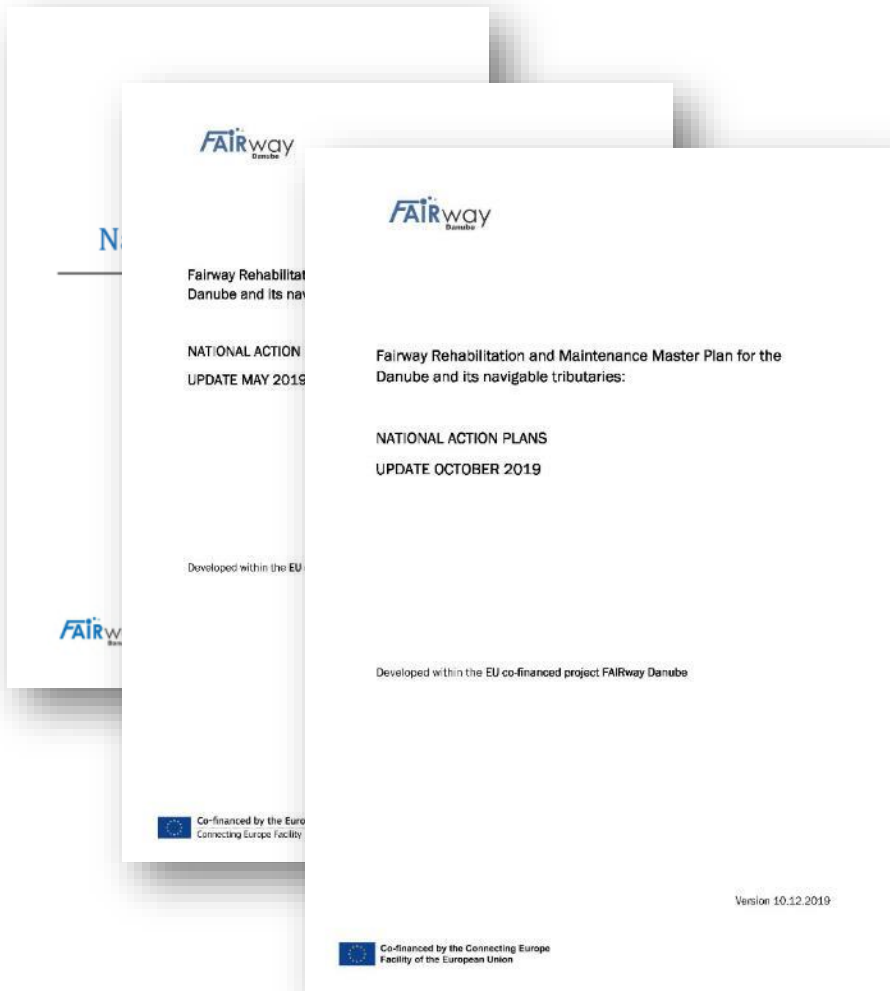 N
FAIRw
FAIRway
Danube
Fairway Rehabilitat
Danube and its nav
NATIONAL ACTION
UPDATE MAY 2019
Developed within the EU
Co-financed by the Euro
Connecting Europe Facility
FAIRway
Danube
Fairway Rehabilitation and Maintenance Master Plan for the
Danube and its navigable tributaries:
NATIONAL ACTION PLANS
UPDATE OCTOBER 2019
Developed within the EU co-financed project FAIRway Danube
Version 10.12.2019
Co-financed by the Connecting Europe
Facility of the European Union